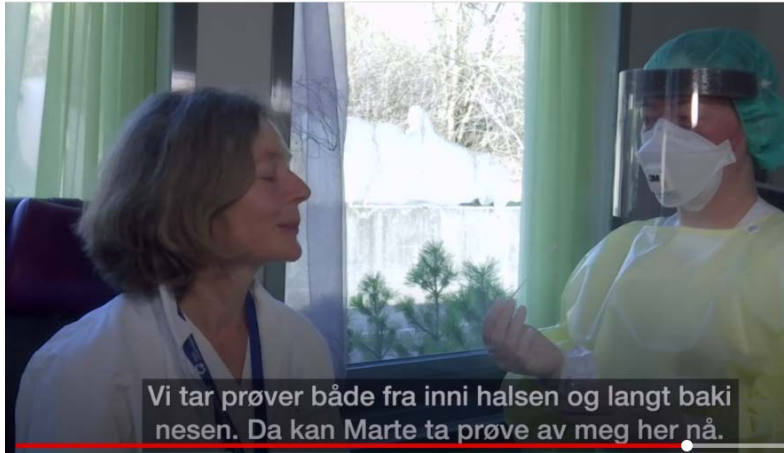 3M
Vi tar prøver både fra inni halsen og langt baki
nesen. Da kan Marte ta prøve av meg her nå.